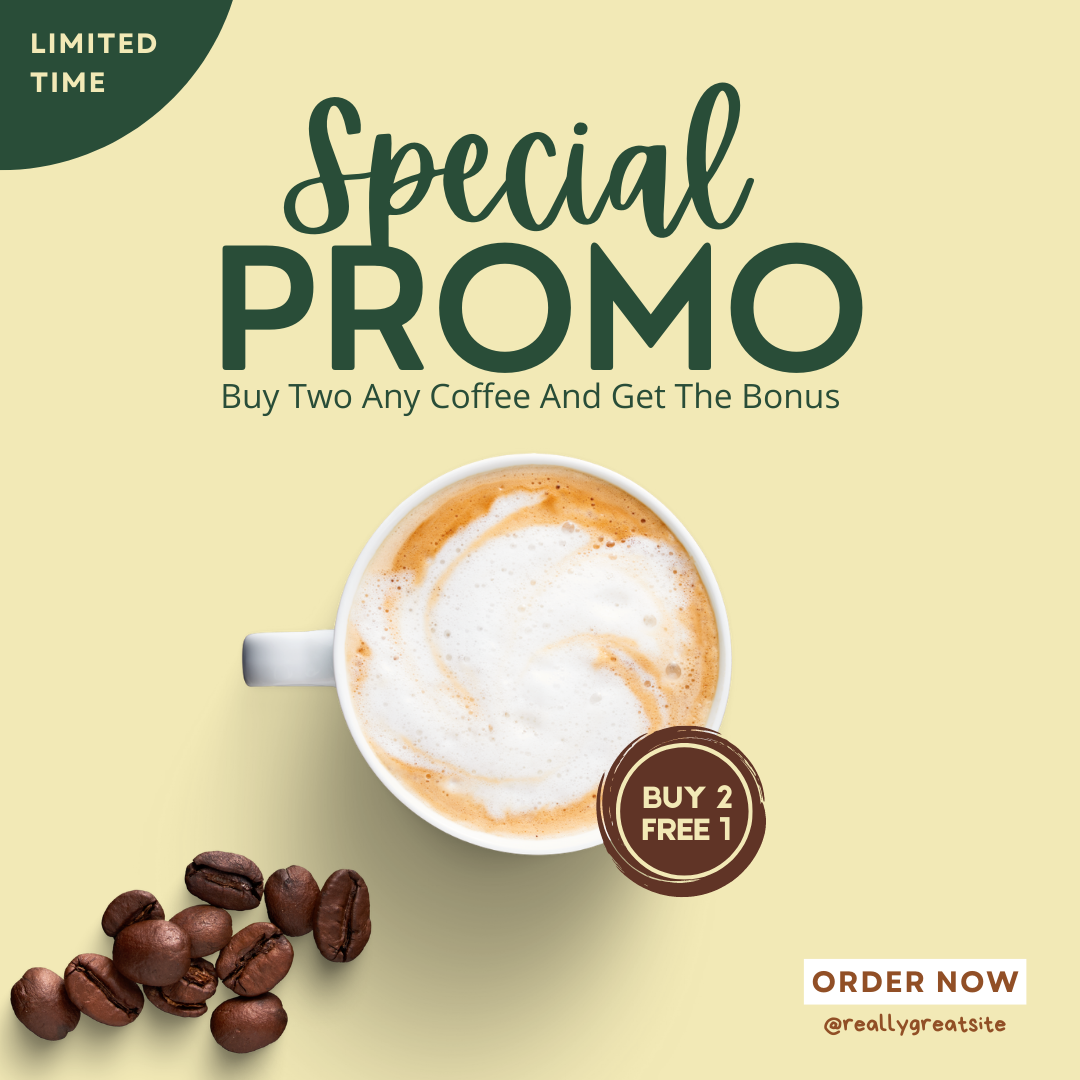 LIMITED
TIME
Special
PROMO
Buy Two Any Coffee And Get The Bonus
BUY 2
FREE 1
ORDER NOW
@reallygreatsite